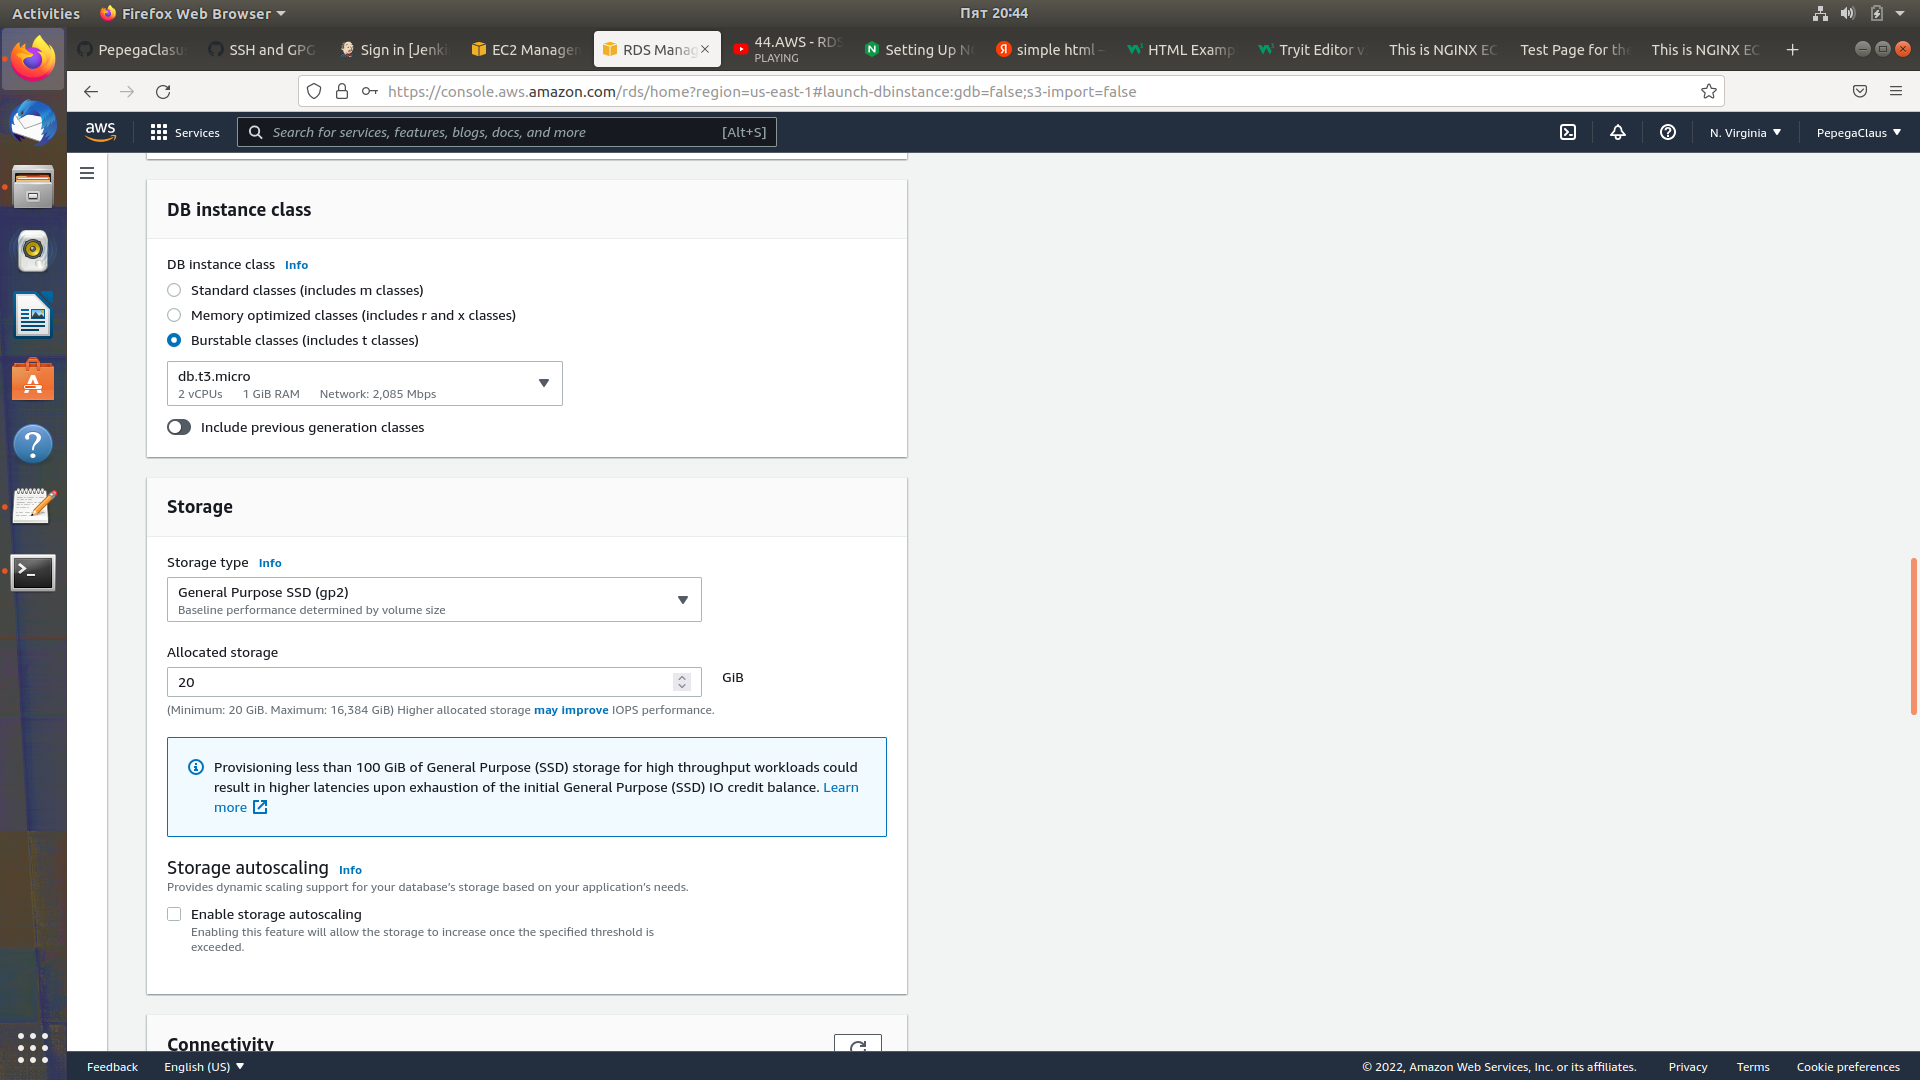 Activities
Firefox Web Browser
Пят 20:44
PepegaClasu
SSH and GPG
Sign in [Jenki
EC2 Managem
RDS Manag
44.AWS - RDS
PLAYING
Setting Up N
simple html -
HTML Examp
Tryit Editor v
This is NGINX EC
Test Page for the
This is NGINX EC
https://console.aws.amazon.com/rds/home?region=us-east-1#launch-dbinstance:gdb=false;s3-import=false
aws
Services
Search for services, features, blogs, docs, and more
[Alt+S]
N. Virginia
PepegaClaus
DB instance class
DB instance class Info
Standard classes (includes m classes)
Memory optimized classes (includes r and x classes)
Burstable classes (includes t classes)
db.t3.micro
2 vCPUs 1 GiB RAM Network: 2,085 Mbps
Include previous generation classes
Storage
Storage type Info
General Purpose SSD (gp2)
Baseline performance determined by volume size
Allocated storage
20
GiB
(Minimum: 20 GiB. Maximum: 16,384 GiB) Higher allocated storage may improve IOPS performance.
Provisioning less than 100 GiB of General Purpose (SSD) storage for high throughput workloads could
result in higher latencies upon exhaustion of the initial General Purpose (SSD) IO credit balance. Learn
more
Storage autoscaling Info
Provides dynamic scaling support for your database's storage based on your application's needs.
Enable storage autoscaling
Enabling this feature will allow the storage to increase once the specified threshold is
exceeded.
Connectivity
Feedback
English (US)
© 2022, Amazon Web Services, Inc. or its affiliates.
Privacy
Terms
Cookie preferences